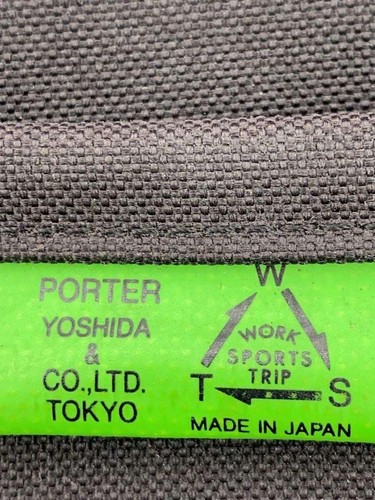 PORTER
YOSHIDA
&
CO.,LTD.
TOKYO
W
WORK
SPORTS
TRIP
T S
MADE IN JAPAN